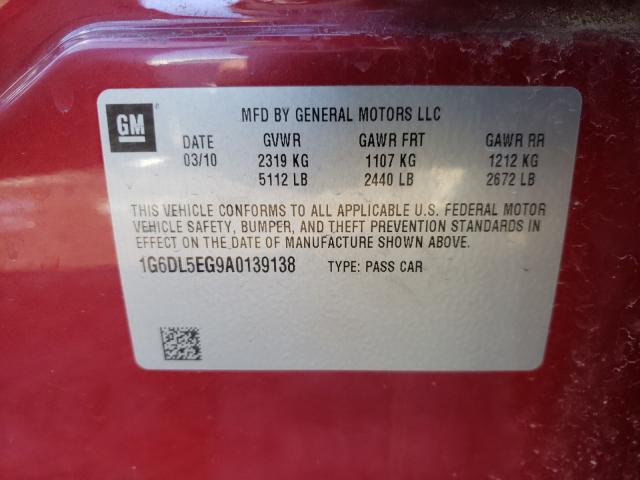 GM
MFD BY GENERAL MOTORS LLC
DATE GVWR GAWR FRT GAWR RR
03/10 2319 KG 1107 KG 1212 KG
5112 LB 2440 LB 2672 LB
THIS VEHICLE CONFORMS TO ALL APPLICABLE U.S. FEDERAL MOTOR
VEHICLE SAFETY, BUMPER, AND THEFT PREVENTION STANDARDS IN
EFFECT ON THE DATE OF MANUFACTURE SHOWN ABOVE.
1G6DL5EG9A0139138 TYPE: PASS CAR